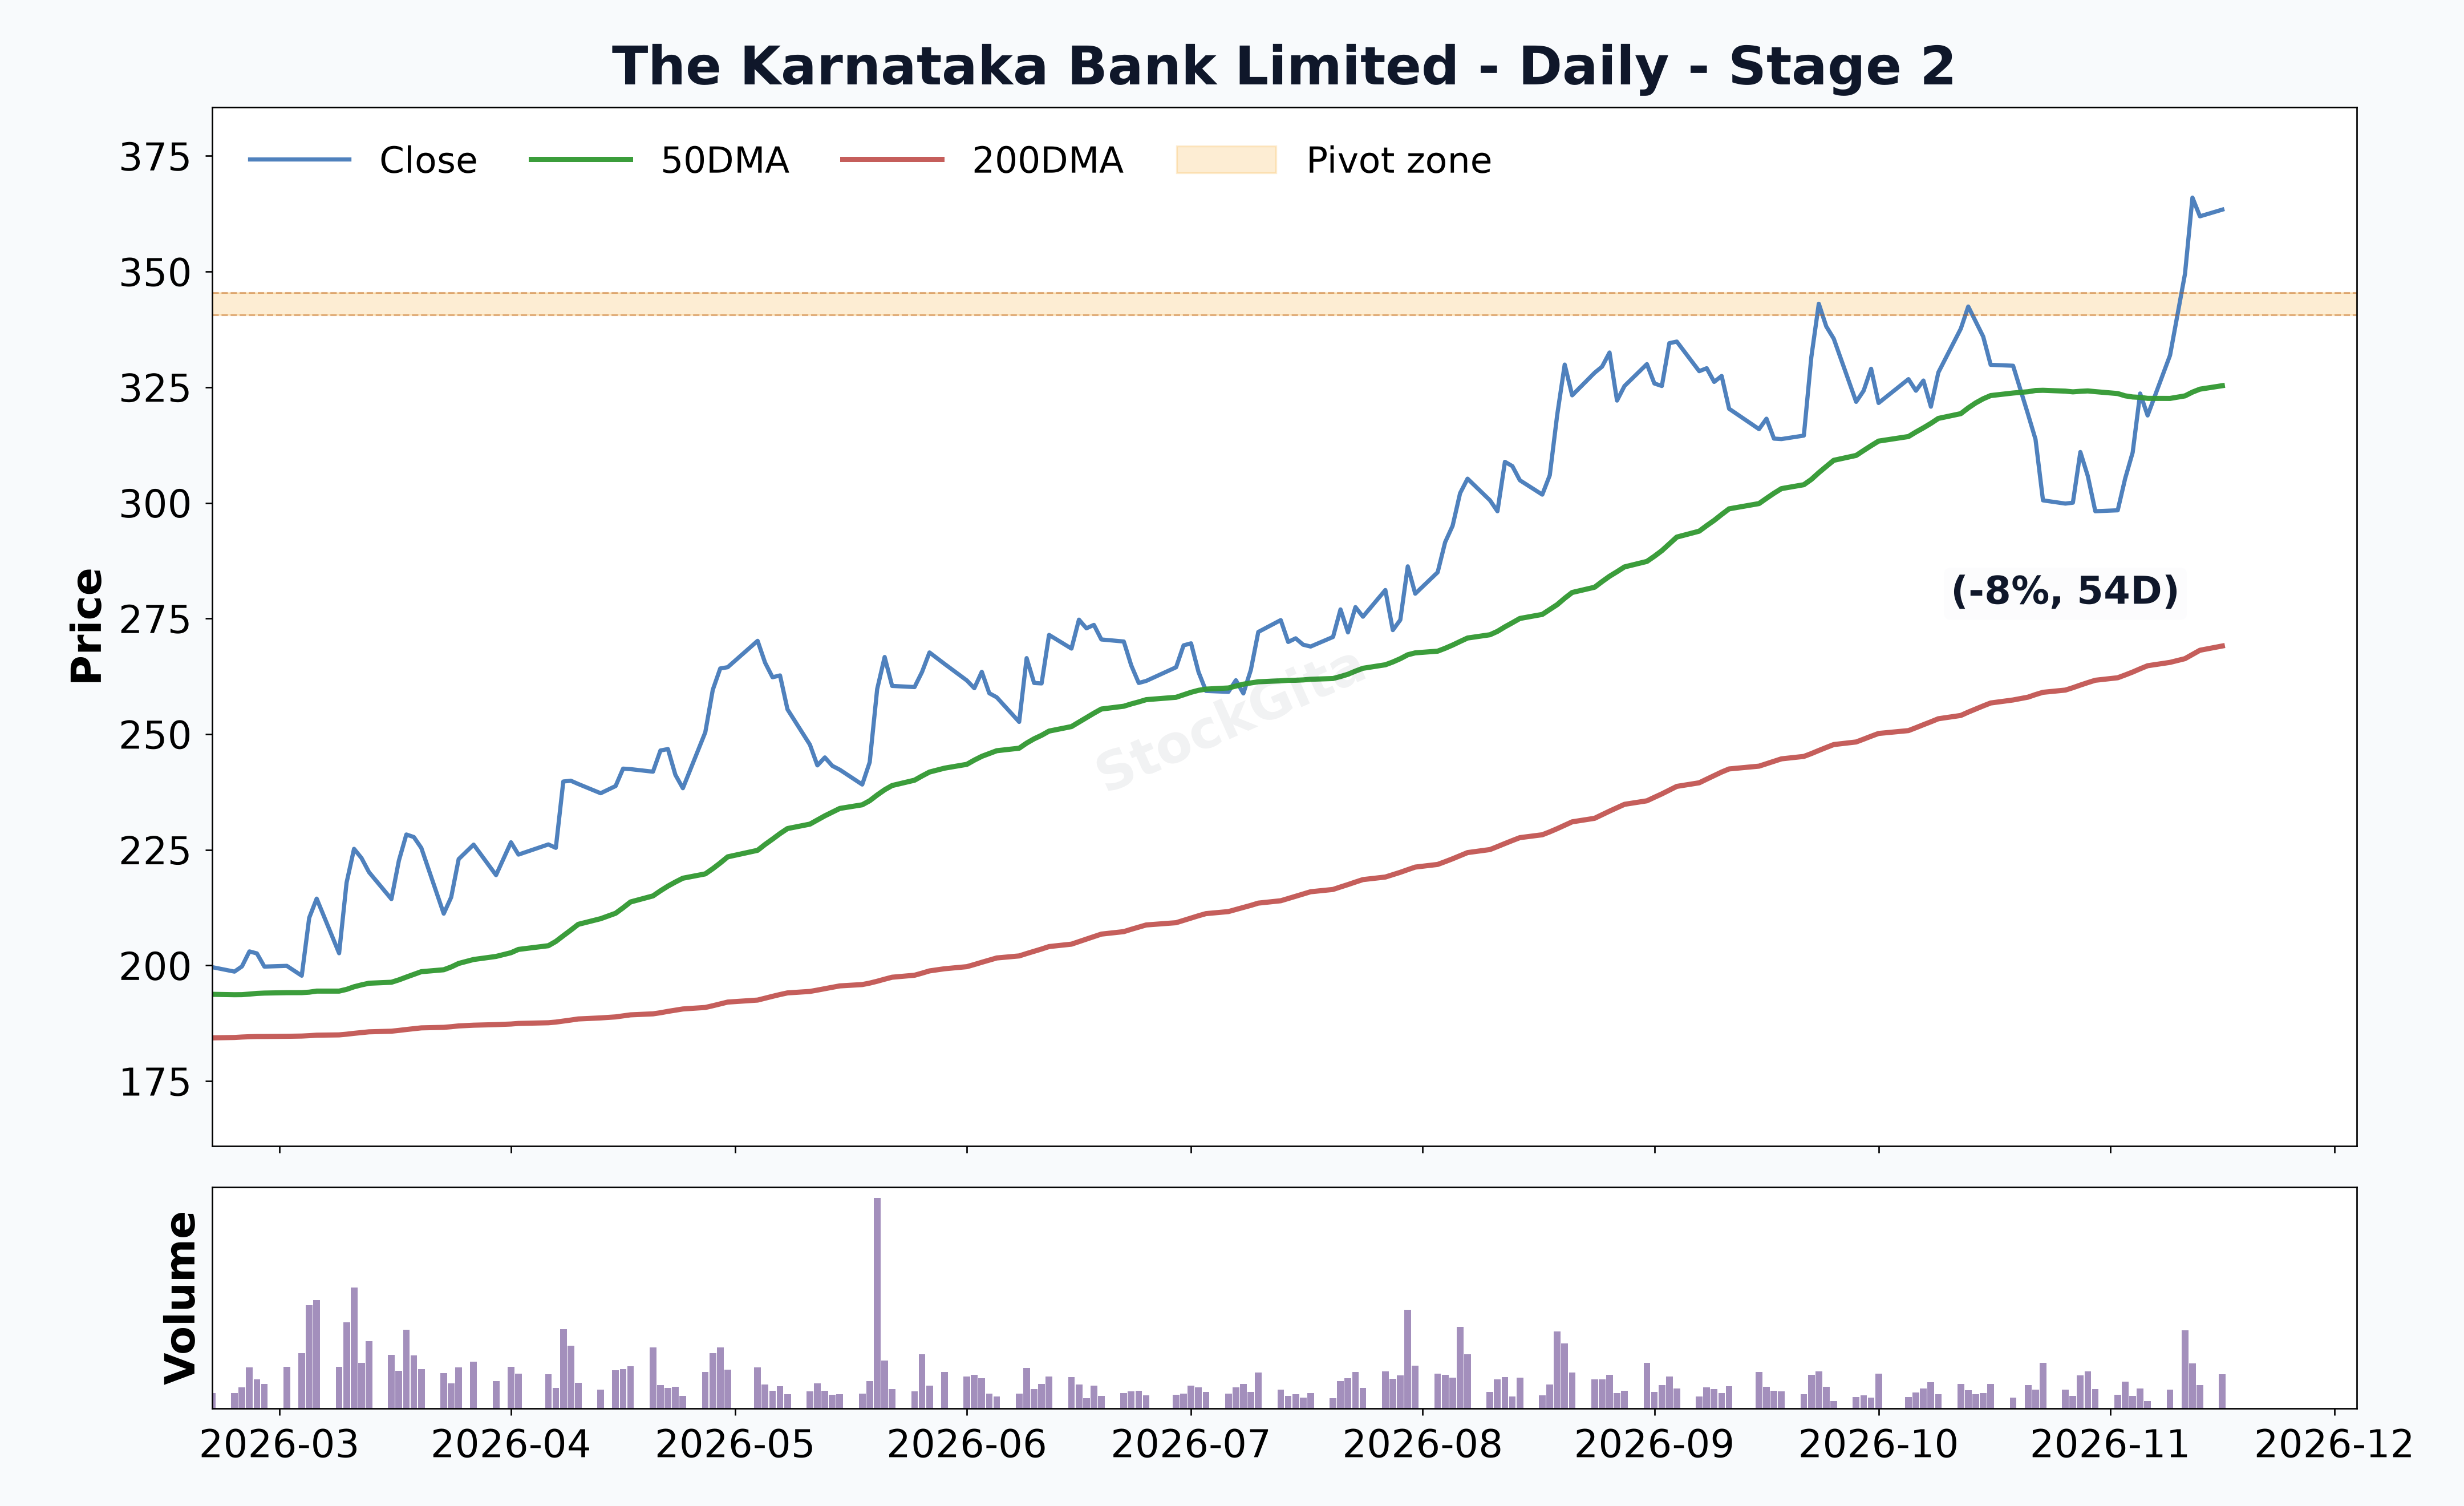 The Karnataka Bank Limited - Daily - Stage 2
Close
50DMA
200DMA
Pivot zone
375
350
325
300
275
250
225
200
175
Price
(-8%, 54D)
StockGita
Volume
2026-03
2026-04
2026-05
2026-06
2026-07
2026-08
2026-09
2026-10
2026-11
2026-12